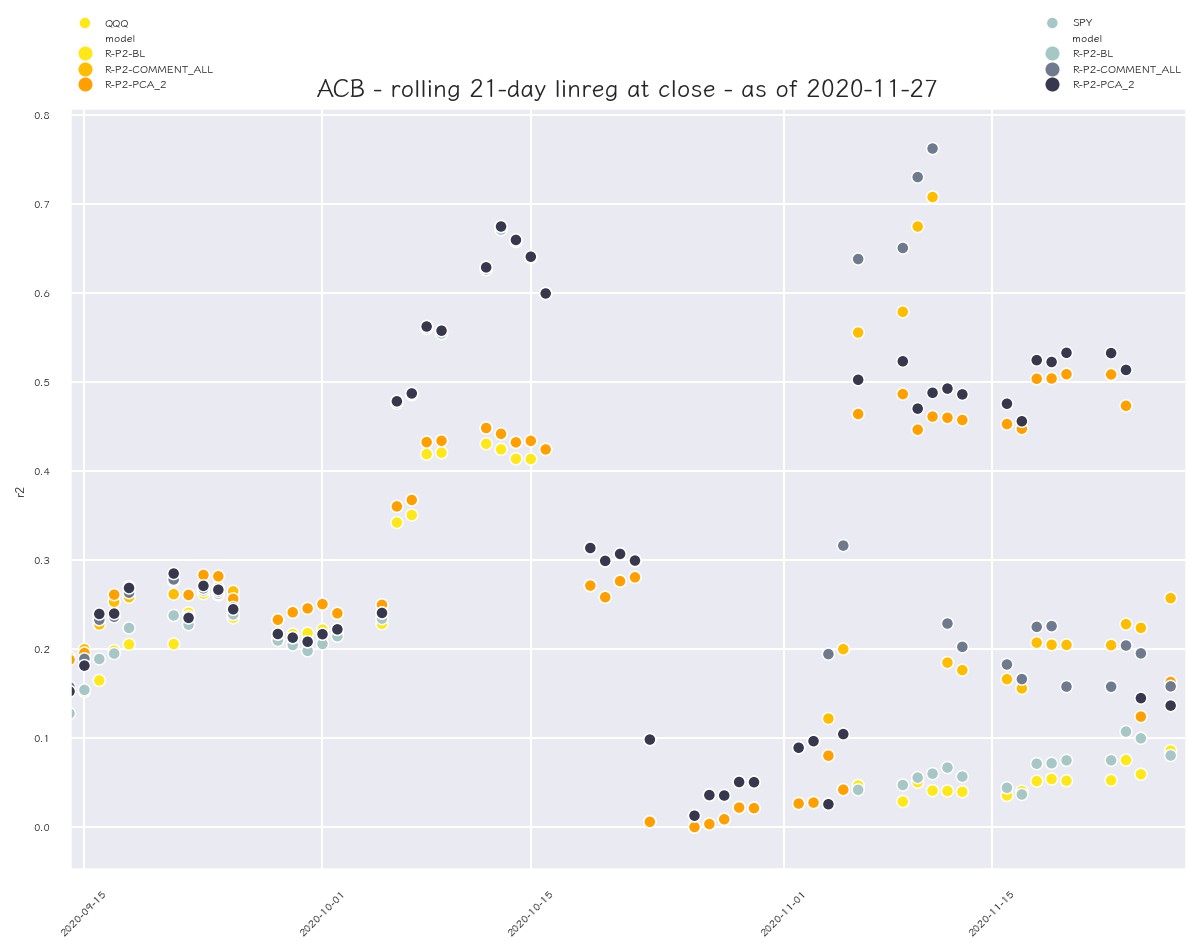 QQQ
model
R-P2-BL
R-P2-COMMENT_ALL
R-P2-PCA_2
SPY
model
R-P2-BL
R-P2-COMMENT_ALL
R-P2-PCA_2
ACB - rolling 21-day linreg at close - as of 2020-11-27
0.8
0.7
0.6
0.5
0.4
0.3
0.2
0.1
0.0
r2
2020-09-15
2020-10-01
2020-10-15
2020-11-01
2020-11-15